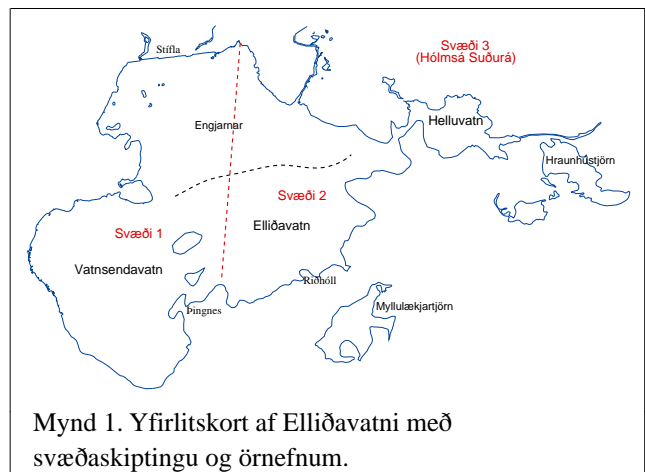 Stífla
Svæði 3
(Hólmsá Suðurá)
Engjarnar
Helluvatn
Hraunhústjörn
Svæði 2
Svæði 1
Elliðavatn
Vatnsendavatn
Riðhóll
Þingnes
Myllulækjartjörn
Mynd 1. Yfirlitskort af Elliðavatni með
svæðaskiptingu og örnefnum.